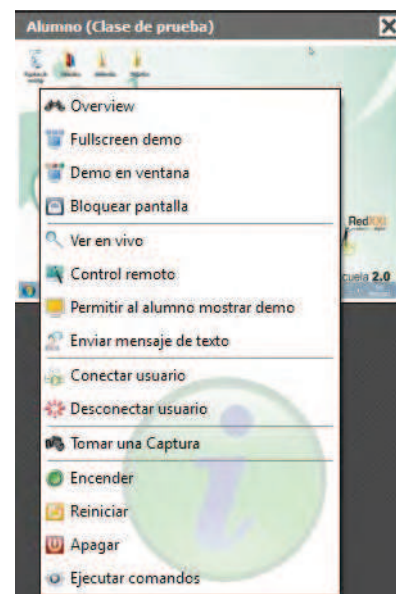 Alumno (Clase de prueba)
Overview
Fullscreen demo
Demo en ventana
Bloquear pantalla
RedXXI
Ver en vivo
Control remoto
cuela 2.0
Permitir al alumno mostrar demo
Enviar mensaje de texto
Conectar usuario
Desconectar usuario
Tomar una Captura
Encender
Reiniciar
Apagar
Ejecutar comandos